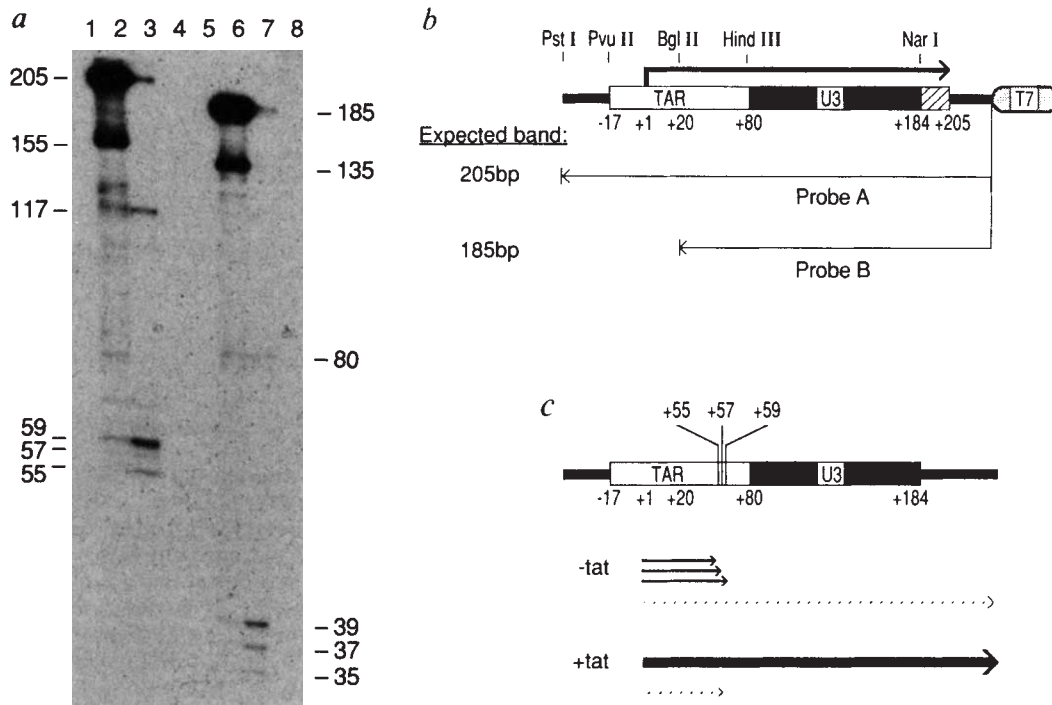 a
1 2 3 4 5 6 7 8
205
155
117
59
57
55
185
135
80
39
37
35
b
Pst I Pvu II Bgl II Hind III Nar I
TAR U3 T7
-17 +1 +20 +80 +184 +205
Expected band:
205bp
Probe A
185bp
Probe B
c
+55 +57 +59
TAR U3
-17 +1 +20 +80 +184
-tat
+tat